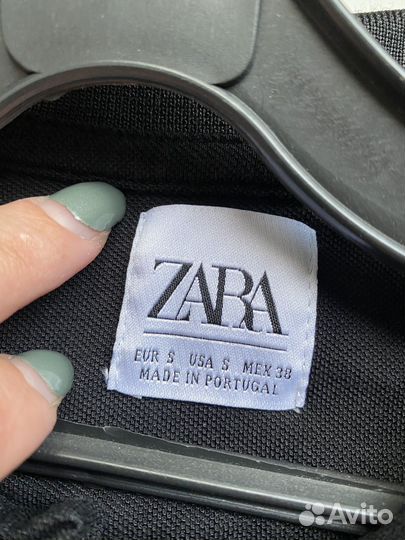 ZARA
EUR S USA S MEX 38
MADE IN PORTUGAL
Avito